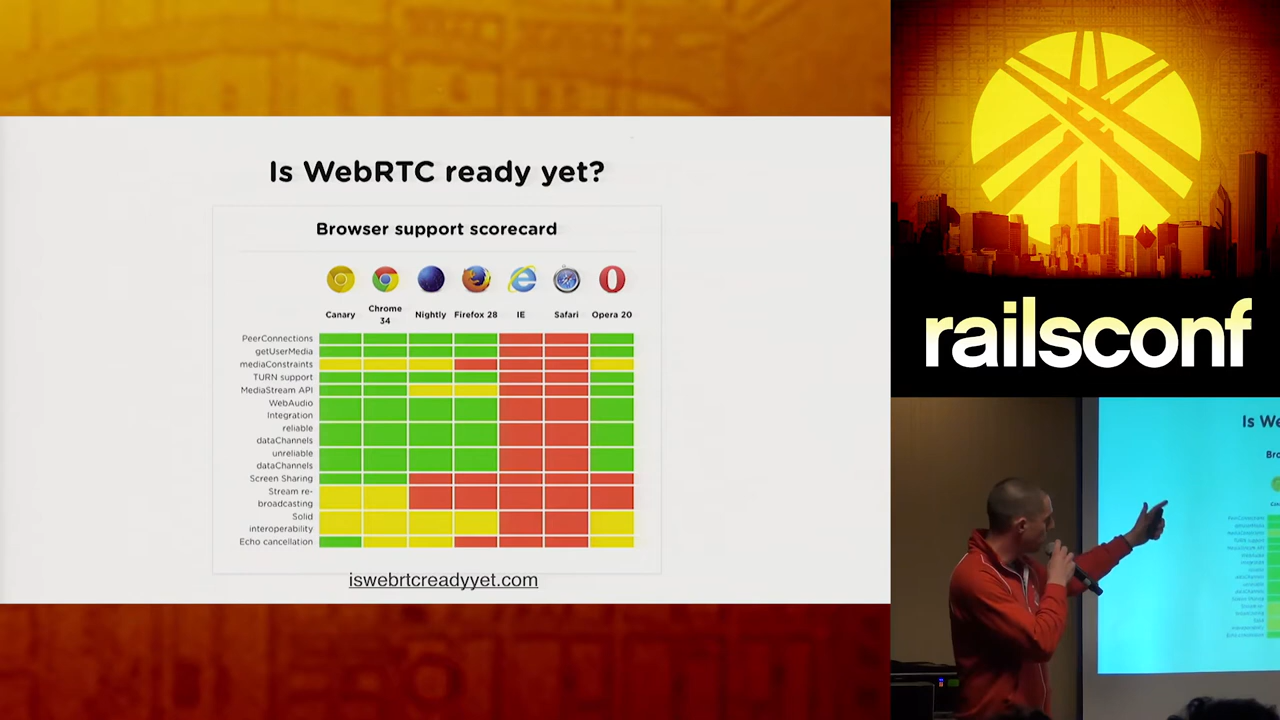 Is WebRTC ready yet?
Browser support scorecard
Canary
Chrome
34
Nightly
Firefox 28
IE
Safari
Opera 20
PeerConnections
getUserMedia
mediaConstraints
TURN support
MediaStream API
WebAudio
Integration
reliable
dataChannels
unreliable
dataChannels
Screen Sharing
Stream re-
broadcasting
Solid
interoperability
Echo cancellation
iswebrtcreadyyet.com
railsconf
Is We